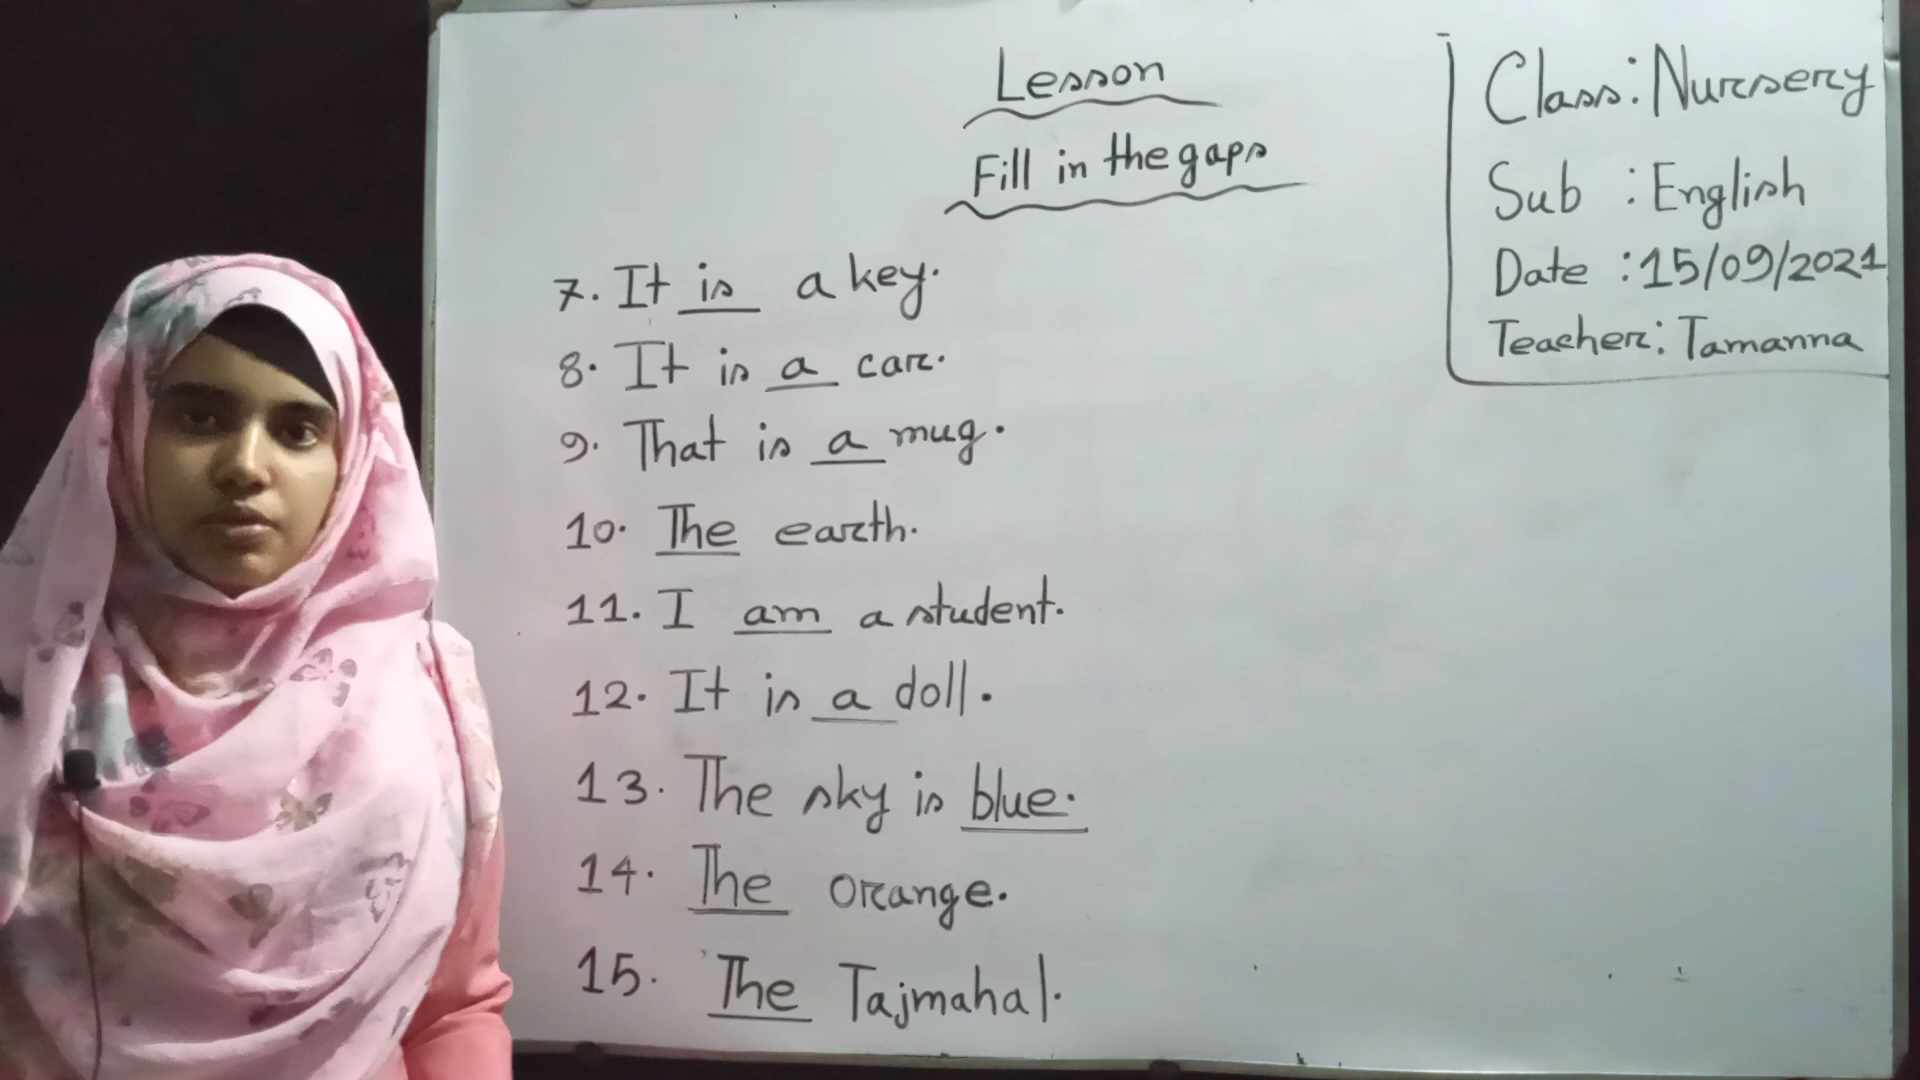 Lesson
Fill in the gaps
7. It is a key.
8. It is a car.
9. That is a mug.
10. The earth.
11. I am a student.
12. It is a doll.
13. The sky is blue.
14. The orange.
15. The Tajmahal.
Class: Nursery
Sub : English
Date : 15/09/2021
Teacher: Tamanna